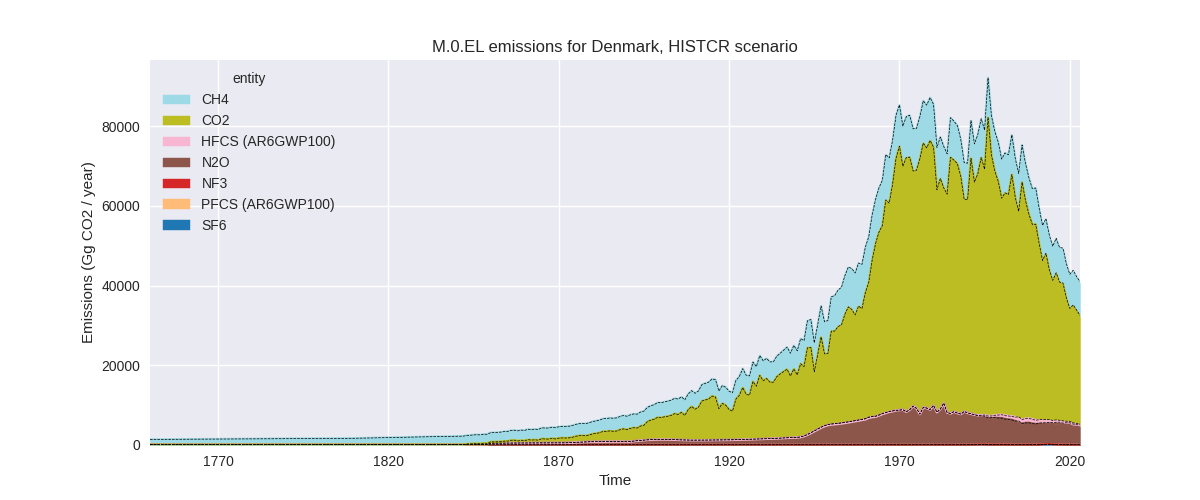 M.0.EL emissions for Denmark, HISTCR scenario
entity
CH4
CO2
HFCS (AR6GWP100)
N2O
NF3
PFCS (AR6GWP100)
SF6
Emissions (Gg CO2 / year)
80000
60000
40000
20000
0
1770
1820
1870
1920
1970
2020
Time